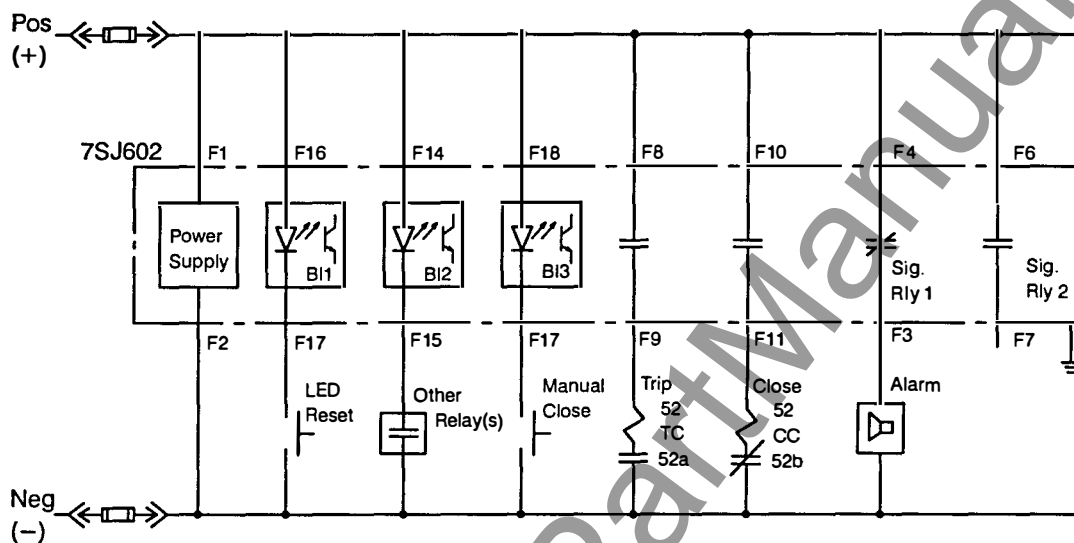 Pos
(+)
7SJ602
F1
F16
F14
F18
F8
F10
F4
F6
Power
Supply
BI1
BI2
BI3
Sig.
Rly 1
Sig.
Rly 2
F2
F17
F15
F17
F9
F11
F3
F7
LED
Reset
Other
Relay(s)
Manual
Close
Trip
52
TC
52a
Close
52
CC
52b
Alarm
Neg
(−)
PartManual